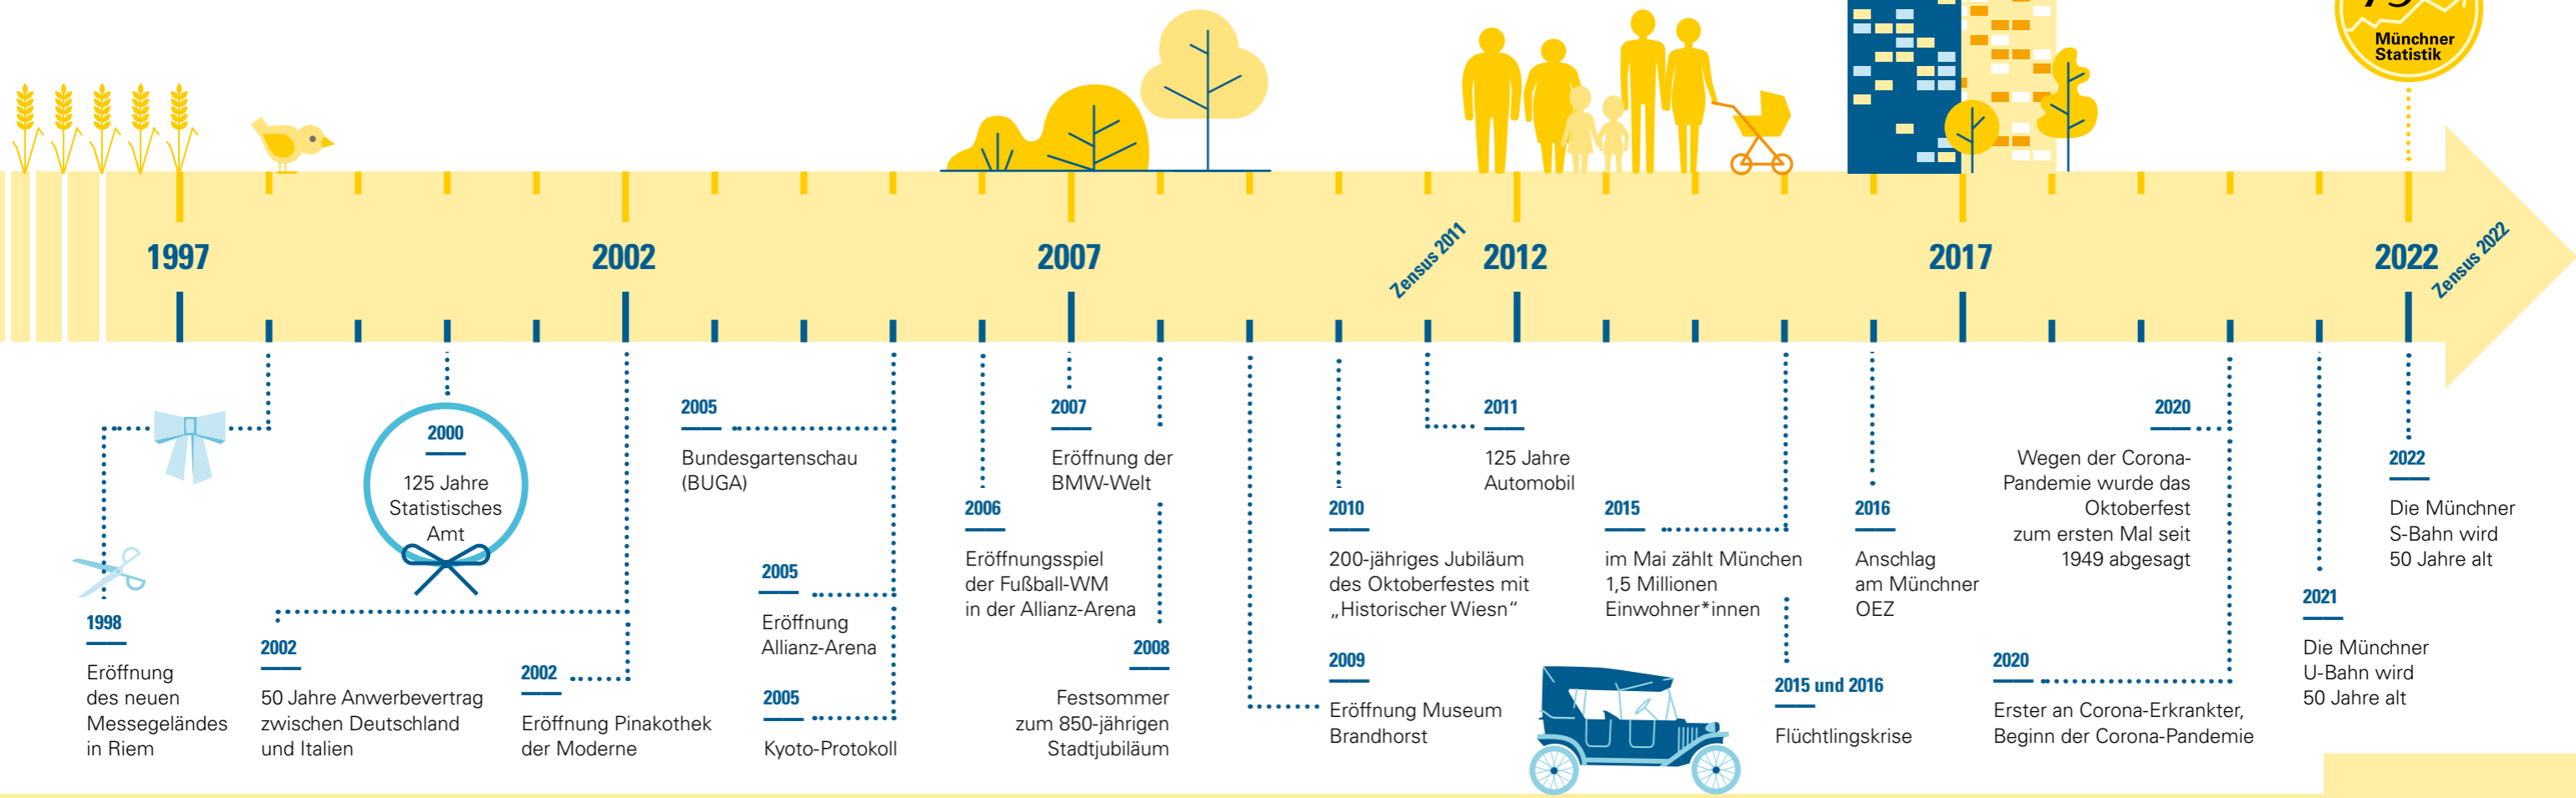 75
Münchner
Statistik
1997
2002
2007
Zensus 2011
2012
2017
2022
Zensus 2022
1998
Eröffnung
des neuen
Messegeländes
in Riem
2000
125 Jahre
Statistisches
Amt
2002
50 Jahre Anwerbevertrag
zwischen Deutschland
und Italien
2002
Eröffnung Pinakothek
der Moderne
2005
Bundesgartenschau
(BUGA)
2005
Eröffnung
Allianz-Arena
2005
Kyoto-Protokoll
2006
Eröffnungsspiel
der Fußball-WM
in der Allianz-Arena
2007
Eröffnung der
BMW-Welt
2008
Festsommer
zum 850-jährigen
Stadtjubiläum
2009
Eröffnung Museum
Brandhorst
2010
200-jähriges Jubiläum
des Oktoberfestes mit
„Historischer Wiesn“
2011
125 Jahre
Automobil
2015
im Mai zählt München
1,5 Millionen
Einwohner*innen
2015 und 2016
Flüchtlingskrise
2016
Anschlag
am Münchner
OEZ
2020
Wegen der Corona-
Pandemie wurde das
Oktoberfest
zum ersten Mal seit
1949 abgesagt
2020
Erster an Corona-Erkrankter,
Beginn der Corona-Pandemie
2021
Die Münchner
U-Bahn wird
50 Jahre alt
2022
Die Münchner
S-Bahn wird
50 Jahre alt